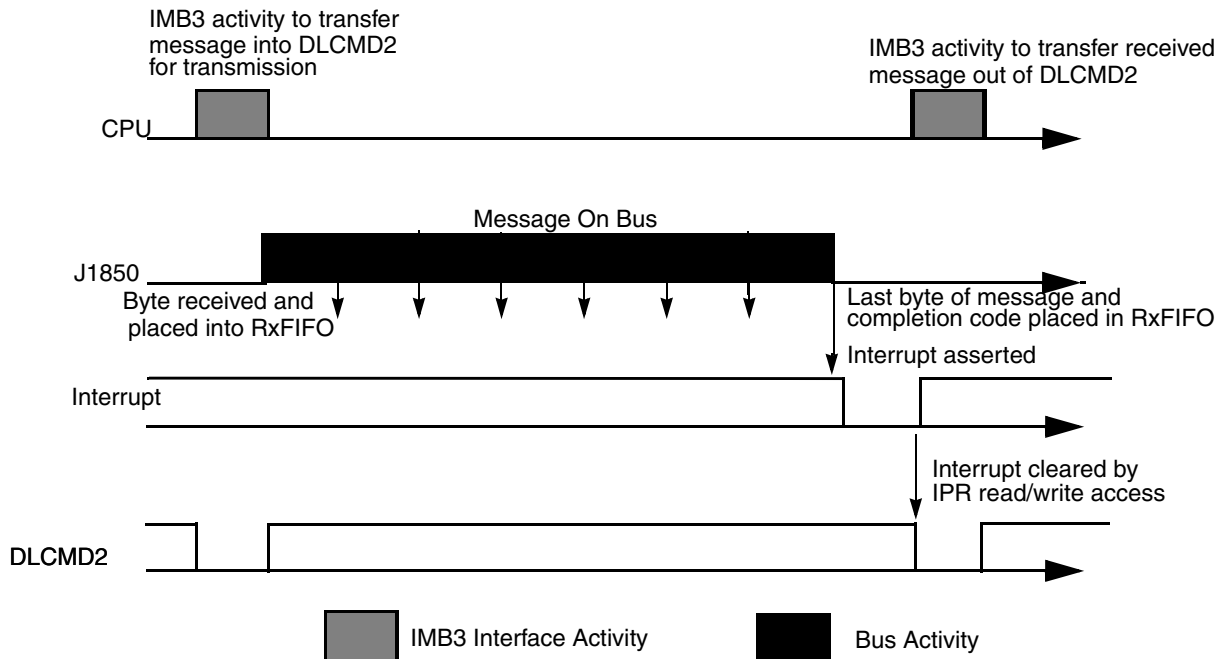 IMB3 activity to transfer
message into DLCMD2
for transmission
IMB3 activity to transfer received
message out of DLCMD2
CPU
Message On Bus
J1850
Byte received and
placed into RxFIFO
Last byte of message and
completion code placed in RxFIFO
Interrupt asserted
Interrupt
Interrupt cleared by
IPR read/write access
DLCMD2
IMB3 Interface Activity
Bus Activity